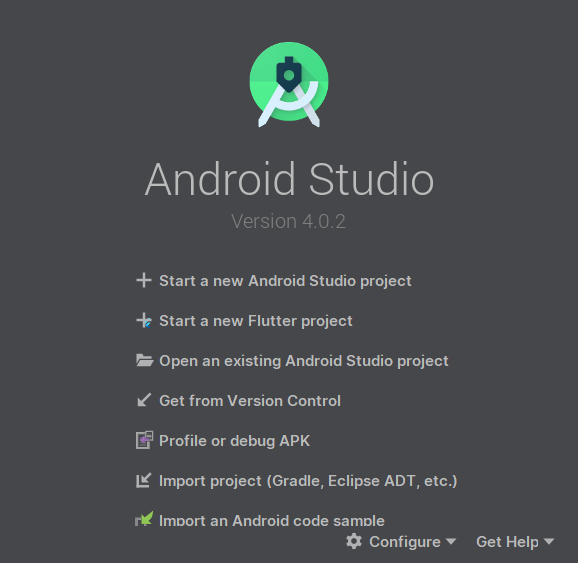 Android Studio
Version 4.0.2
Start a new Android Studio project
Start a new Flutter project
Open an existing Android Studio project
Get from Version Control
Profile or debug APK
Import project (Gradle, Eclipse ADT, etc.)
Import an Android code sample
Configure Get Help